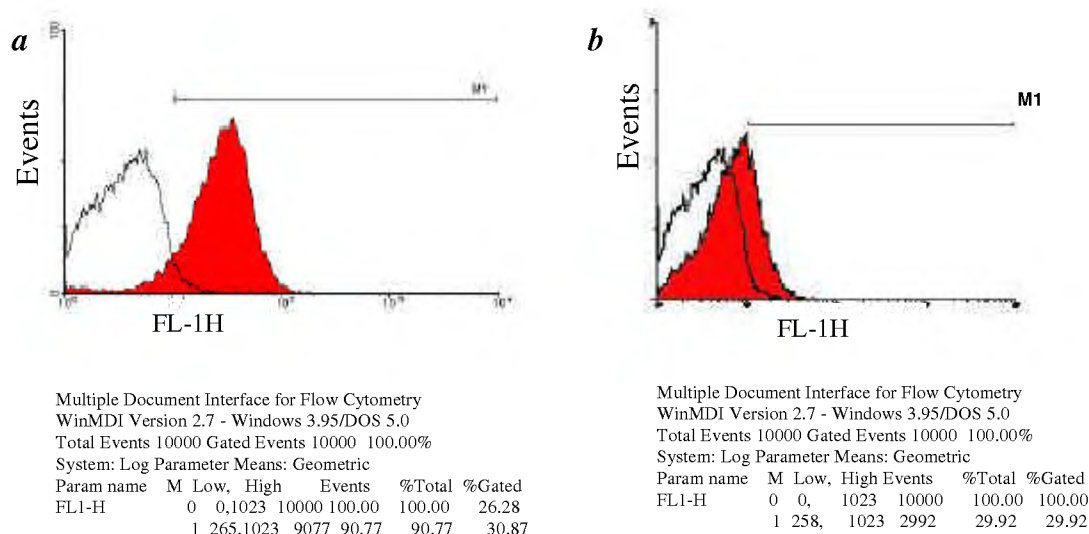 a
100
Events
M1
10⁰
10²
10³
10⁴
FL-1H
Multiple Document Interface for Flow Cytometry
WinMDI Version 2.7 - Windows 3.95/DOS 5.0
Total Events 10000 Gated Events 10000 100.00%
System: Log Parameter Means: Geometric
Param name M Low, High Events %Total %Gated
FL1-H 0 0,1023 10000 100.00 100.00 26.28
1 265,1023 9077 90.77 90.77 30.87
b
Events
M1
FL-1H
Multiple Document Interface for Flow Cytometry
WinMDI Version 2.7 - Windows 3.95/DOS 5.0
Total Events 10000 Gated Events 10000 100.00%
System: Log Parameter Means: Geometric
Param name M Low, High Events %Total %Gated
FL1-H 0 0, 1023 10000 100.00 100.00
1 258, 1023 2992 29.92 29.92